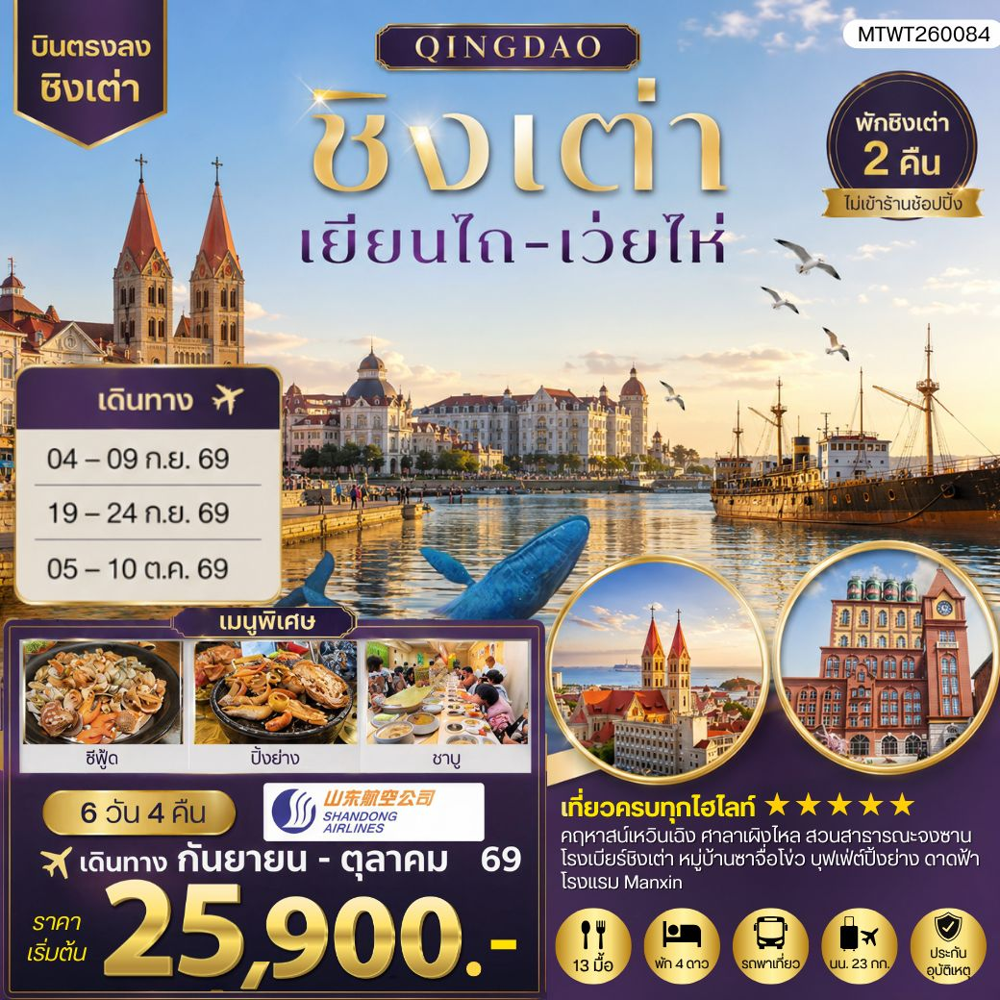 บินตรงลง
ชิงเต่า
QINGDAO
MTWT260084
ชิงเต่า
เยียนไถ-เว่ยไห่
พักชิงเต่า
2 คืน
ไม่เข้าร้านช้อปปิ้ง
เดินทาง
04 – 09 ก.ย. 69
19 – 24 ก.ย. 69
05 – 10 ต.ค. 69
เมนูพิเศษ
ซีฟู้ด
ปิ้งย่าง
ชาบู
6 วัน 4 คืน
山东航空公司
SHANDONG
AIRLINES
เดินทาง กันยายน - ตุลาคม 69
ราคา
เริ่มต้น
25,900.-
เที่ยวครบทุกไฮไลท์ ★★★★★
คฤหาสน์เหวินเฉิง ศาลาเผิงไหล สวนสาธารณะจงซาน
โรงเบียร์ชิงเต่า หมู่บ้านซาจื่อโข่ว บุฟเฟ่ต์ปิ้งย่าง ดาดฟ้า
โรงแรม Manxin
13 มื้อ
พัก 4 ดาว
รถพาเที่ยว
นน. 23 กก.
ประกัน
อุบัติเหตุ